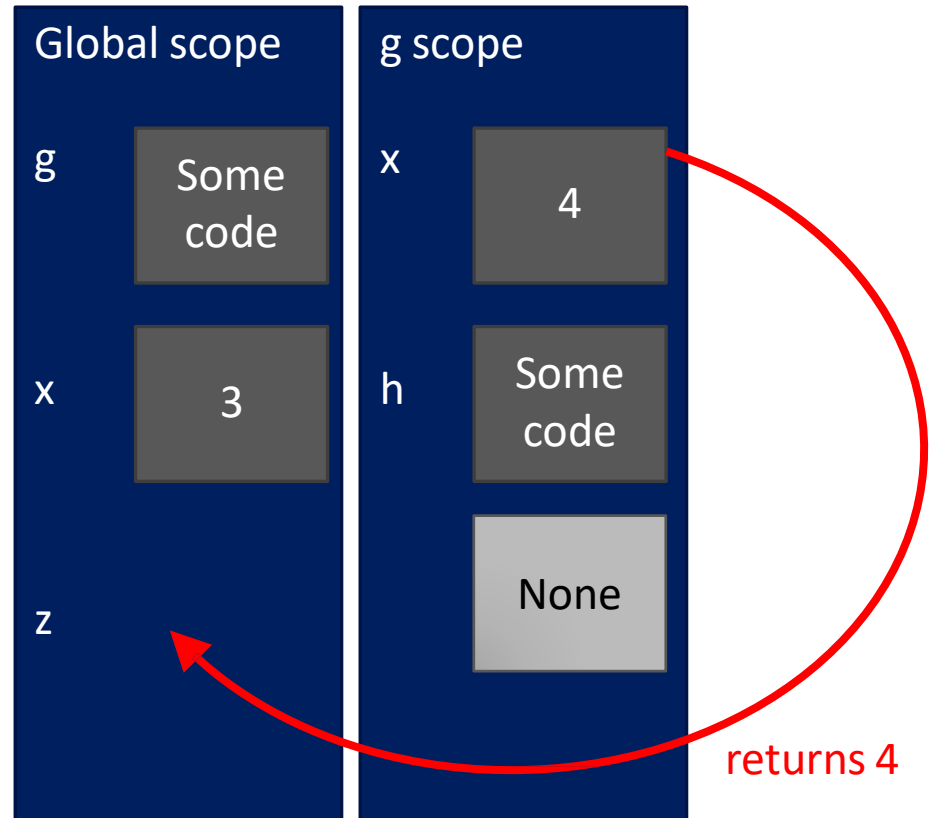 Global scope
g
Some
code
x
3
z
g scope
x
4
h
Some
code
None
returns 4